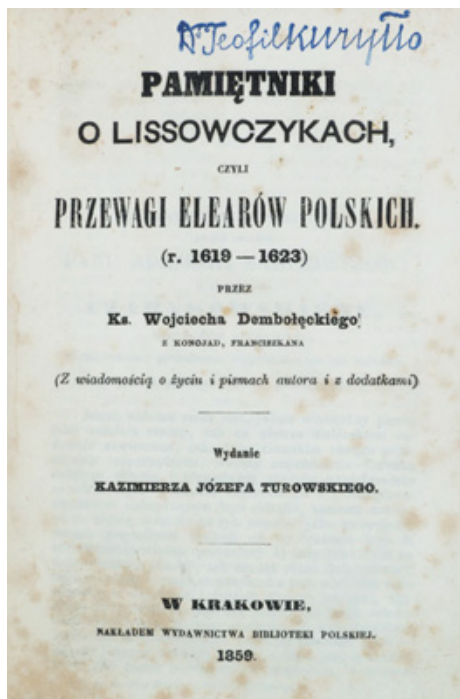 Dr Teofil Kuryłło
PAMIĘTNIKI
O LISSOWCZYKACH,
CZYLI
PRZEWAGI ELEARÓW POLSKICH.
(r. 1619 — 1623)
PRZEZ
Ks. Wojciecha Dembołęckiego
Z KONOJAD, FRANCISZKANA
(Z wiadomością o życiu i pismach autora i z dodatkami)
Wydanie
KAZIMIERZA JÓZEFA TUROWSKIEGO.
W KRAKOWIE,
NAKŁADEM WYDAWNICTWA BIBLIOTEKI POLSKIEJ.
1859.